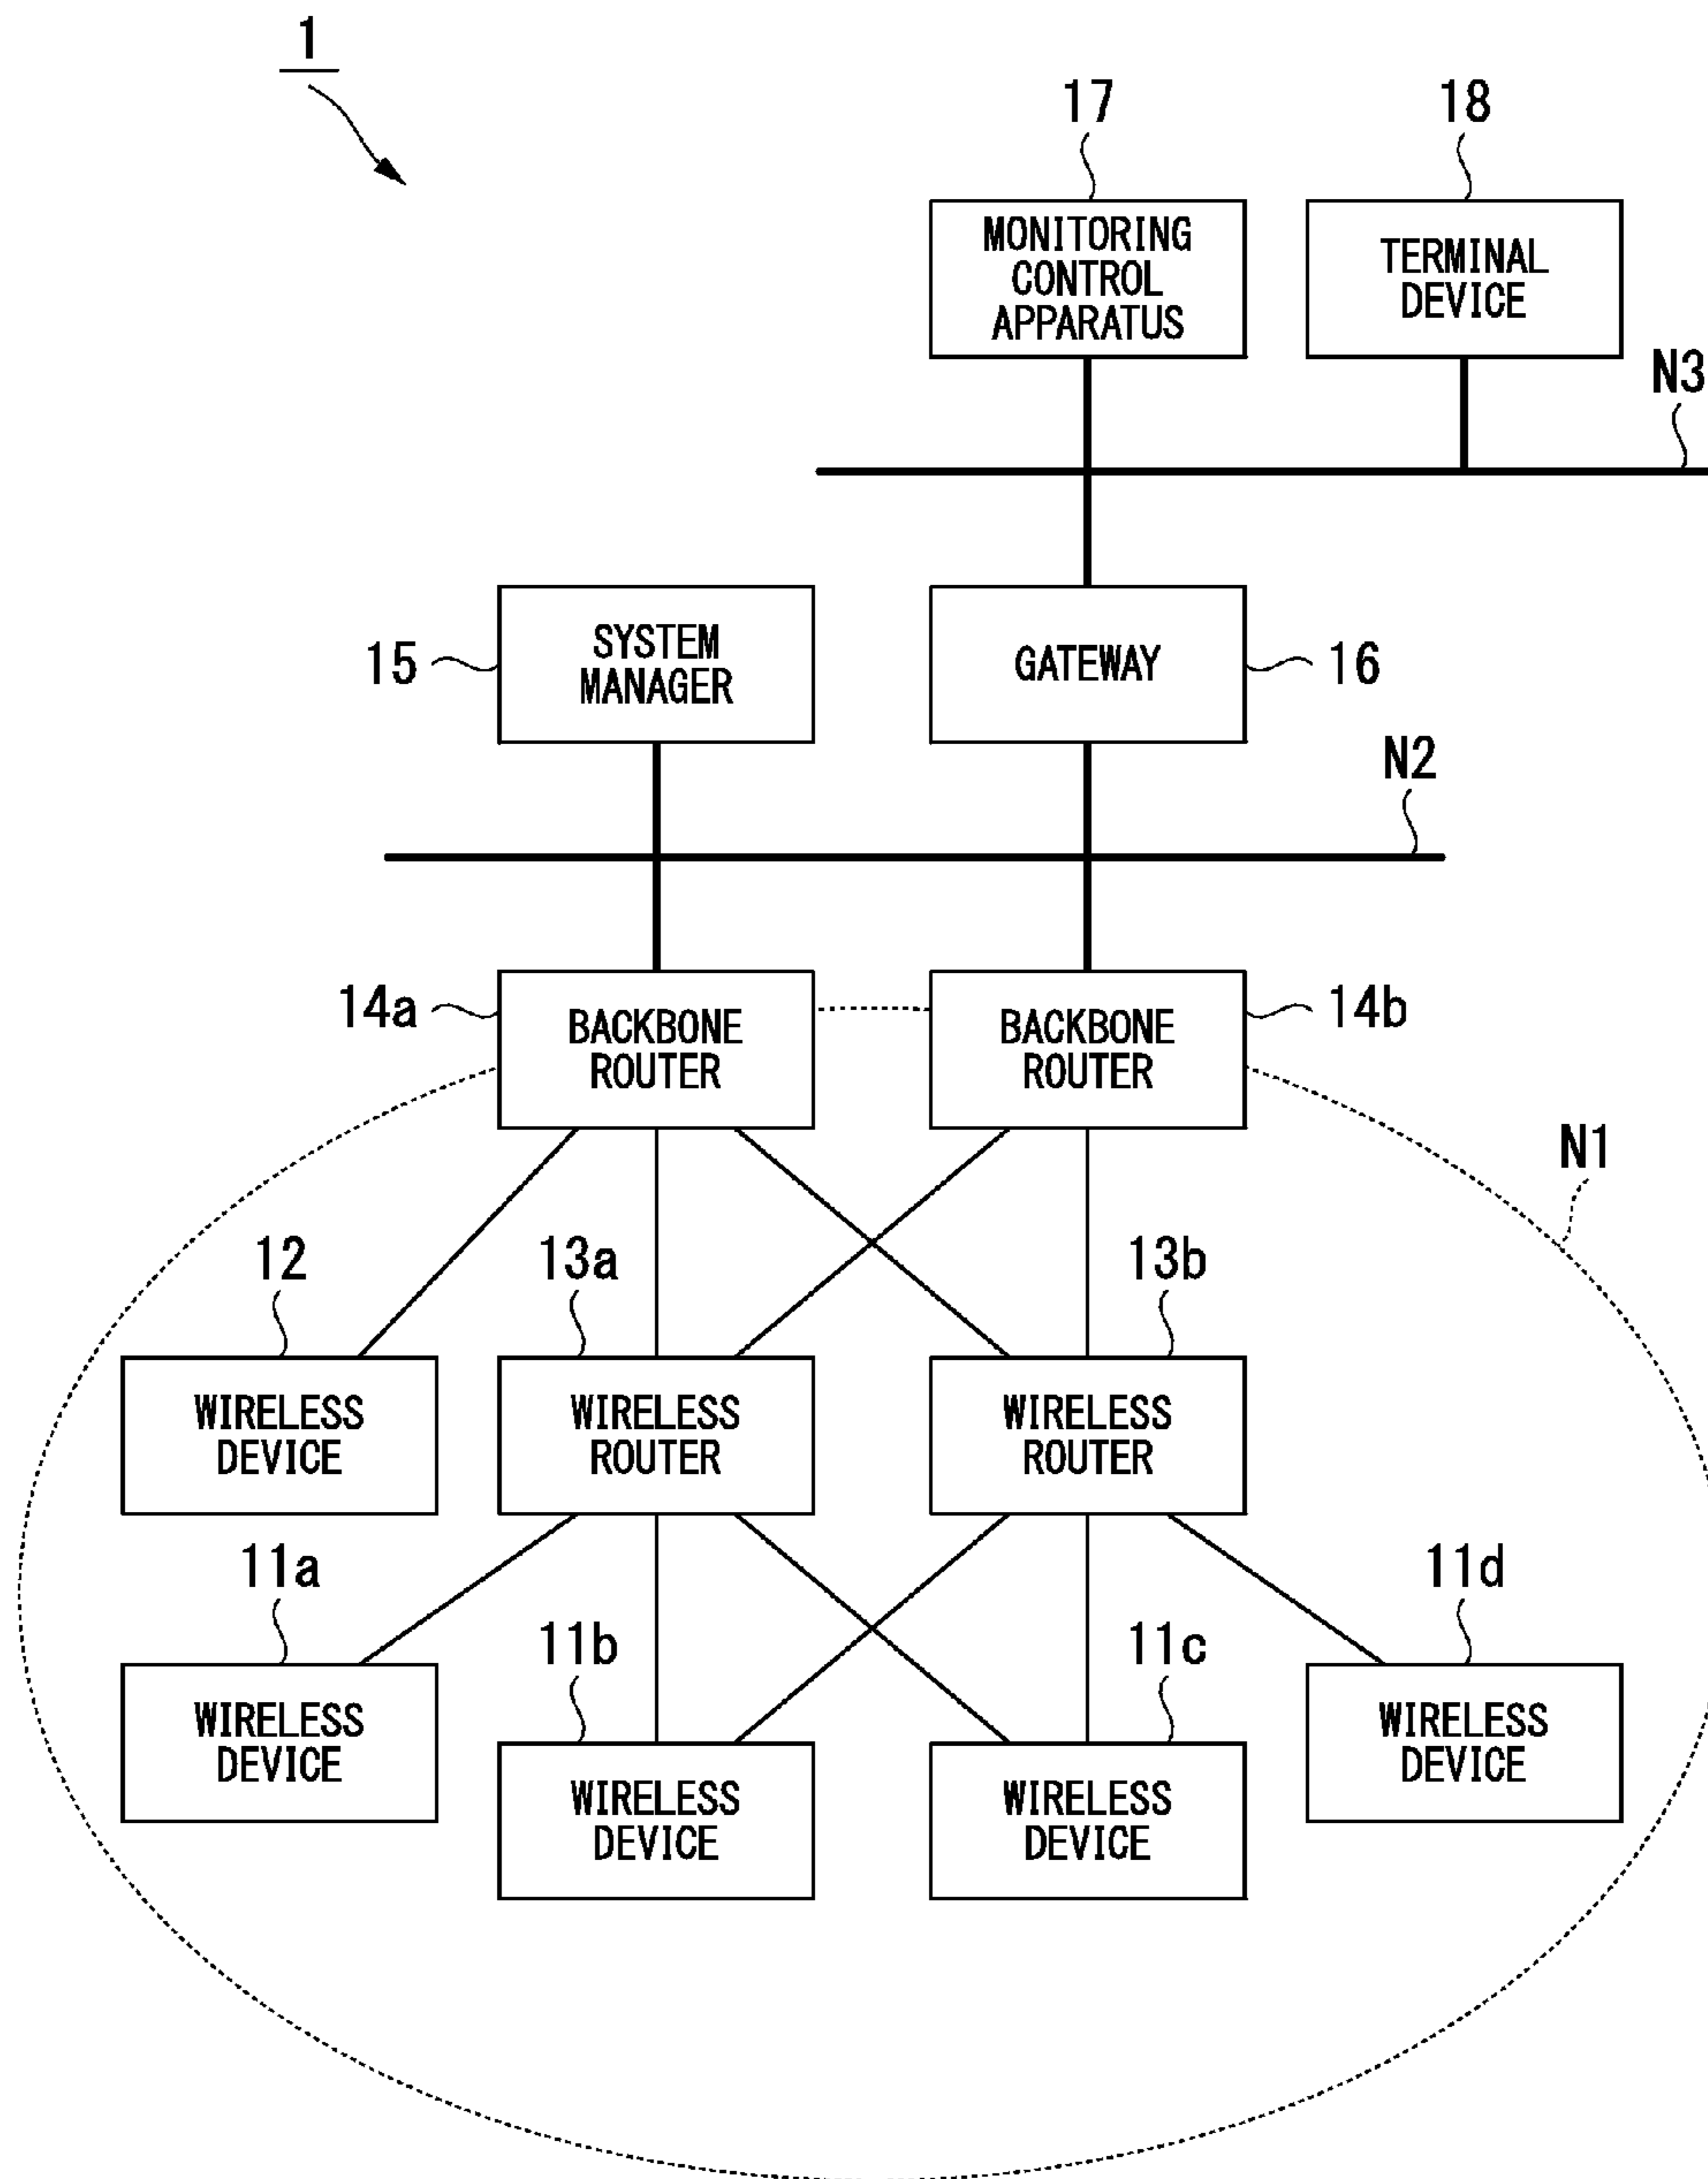 1
17
18
MONITORING
CONTROL
APPARATUS
TERMINAL
DEVICE
N3
SYSTEM
MANAGER
15
GATEWAY
16
N2
14a
BACKBONE
ROUTER
BACKBONE
ROUTER
14b
N1
12
13a
13b
WIRELESS
DEVICE
WIRELESS
ROUTER
WIRELESS
ROUTER
11a
11b
11c
11d
WIRELESS
DEVICE
WIRELESS
DEVICE
WIRELESS
DEVICE
WIRELESS
DEVICE